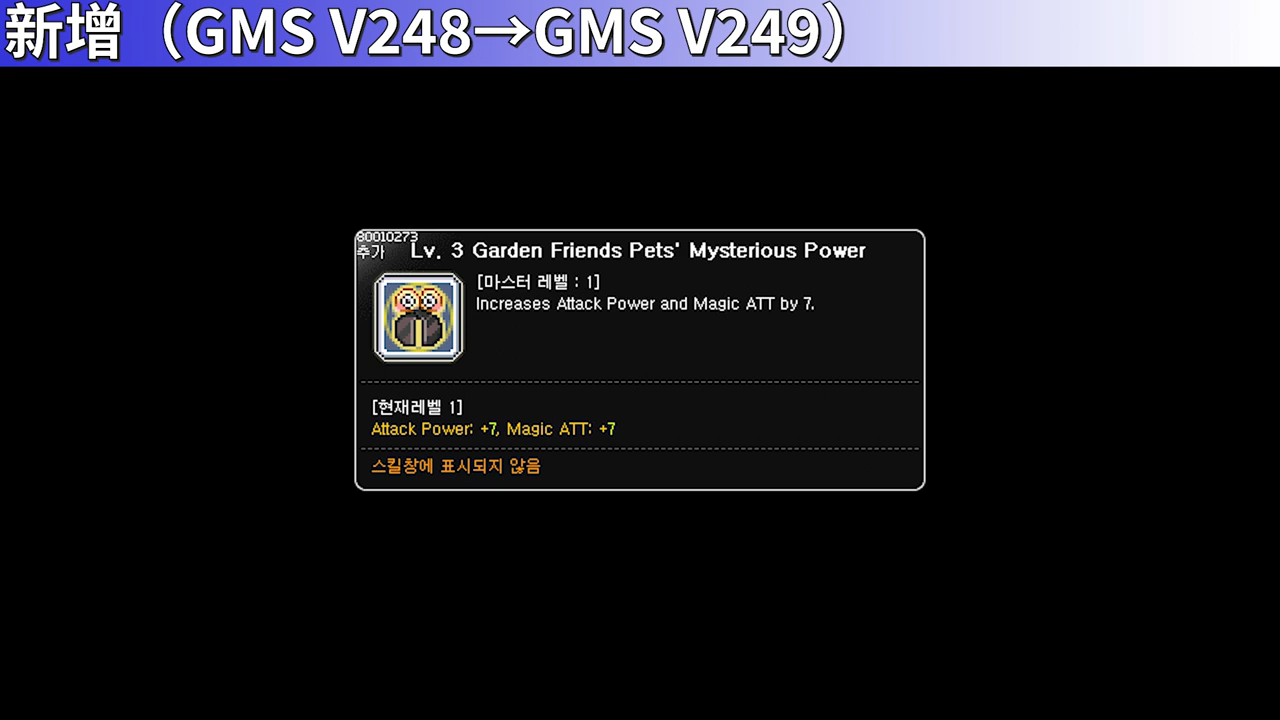 新增（GMS V248→GMS V249）
80010273
추가
Lv. 3 Garden Friends Pets' Mysterious Power
[마스터 레벨 : 1]
Increases Attack Power and Magic ATT by 7.
[현재레벨 1]
Attack Power: +7, Magic ATT: +7
스킬창에 표시되지 않음